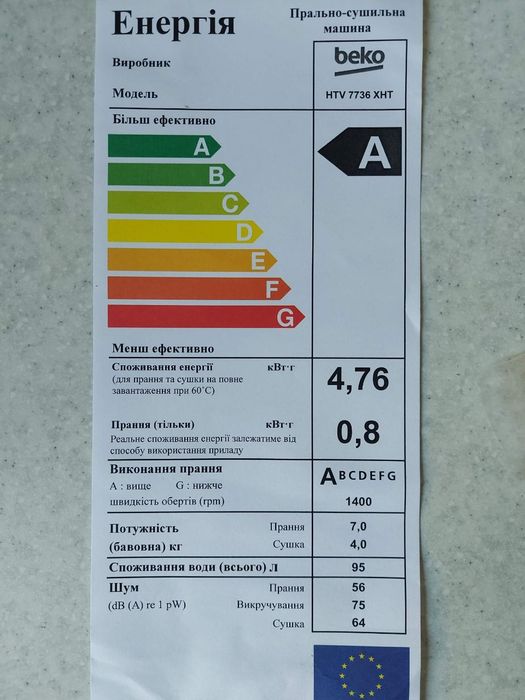 Енергія
Прально-сушильна
машина
Виробник
beko
Модель
HTV 7736 XHT
Більш ефективно
A
A
B
C
D
E
F
G
Менш ефективно
Споживання енергії кВт·г
(для прання та сушки на повне
завантаження при 60˚C)
4,76
Прання (тільки) кВт·г
Реальне споживання енергії залежатиме від
способу використання приладу
0,8
Виконання прання
A : вище G : нижче
ABCDEFG
швидкість обертів (rpm) 1400
Потужність Прання 7,0
(бавовна) кг Сушка 4,0
Споживання води (всього) л 95
Шум Прання 56
(dB (A) re 1 pW) Викручування 75
Сушка 64